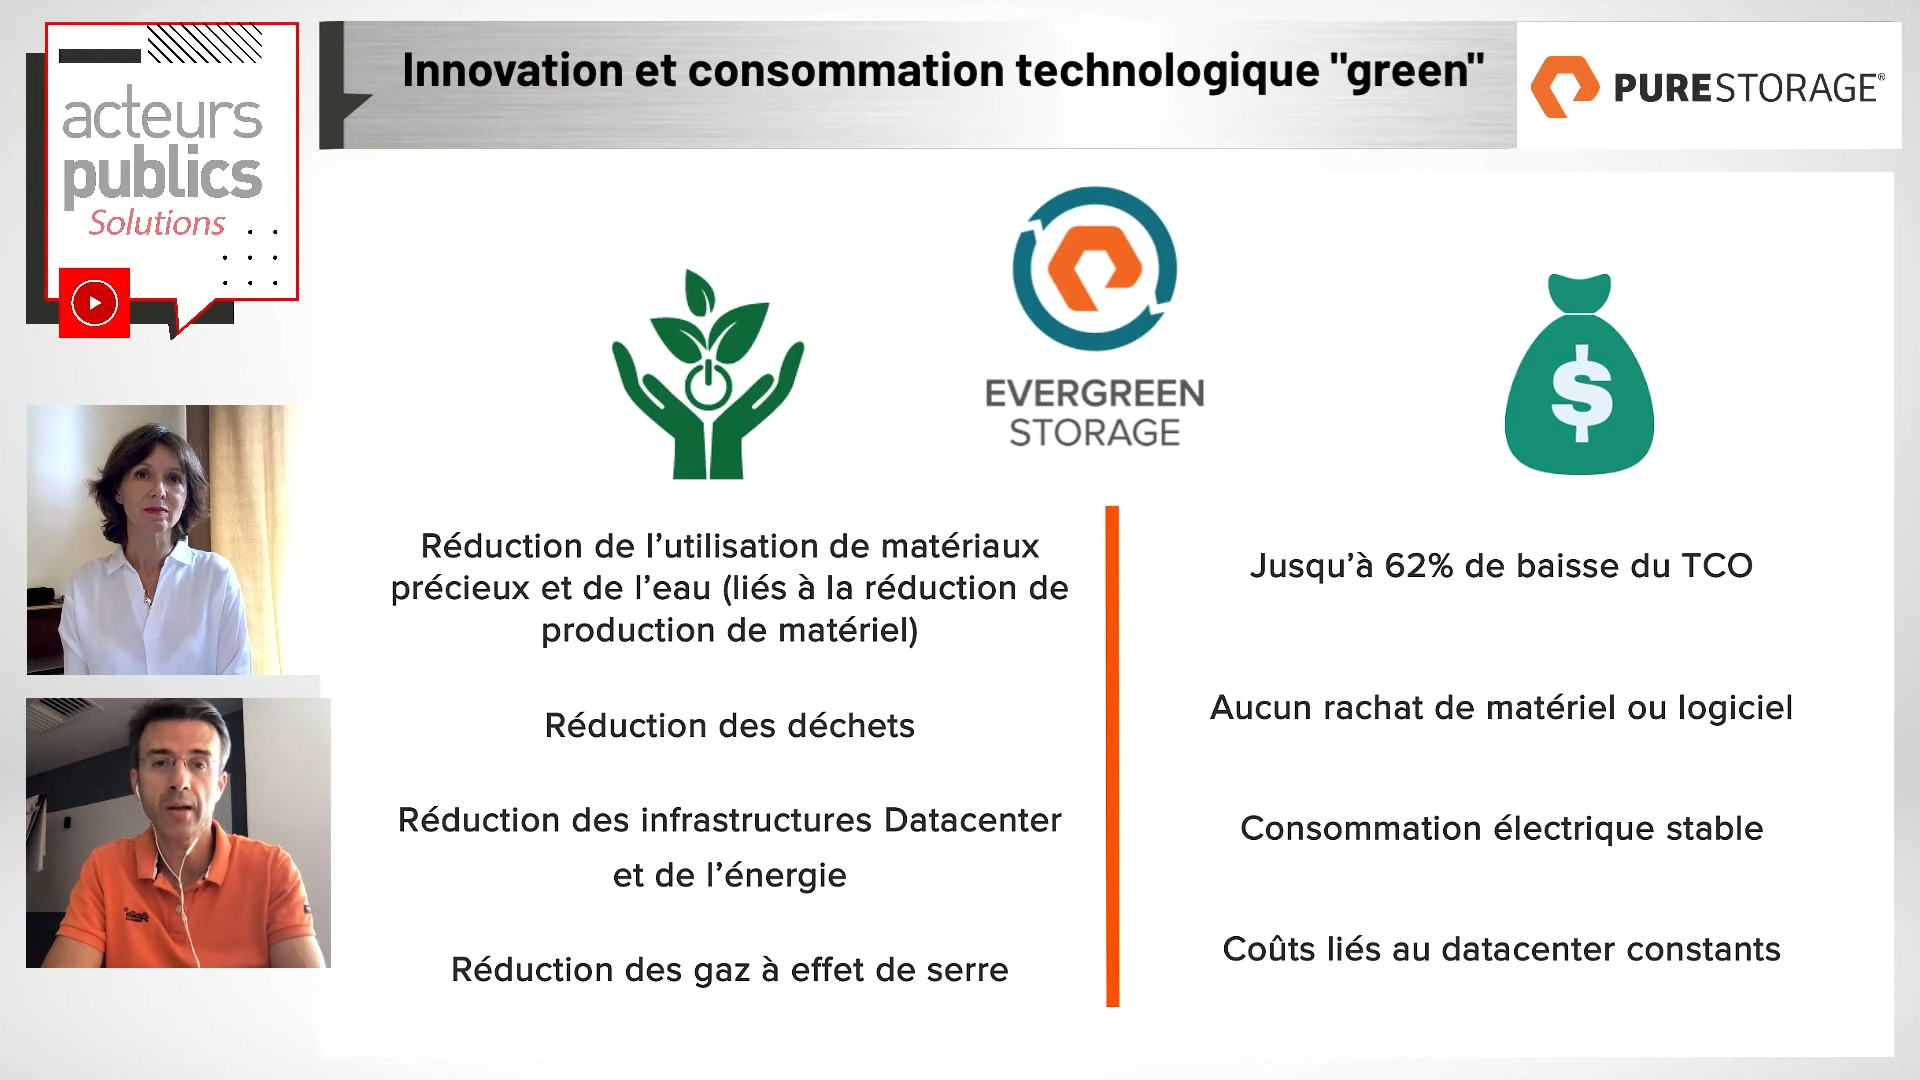 acteurs
publics
Solutions
Innovation et consommation technologique "green"
PURESTORAGE®
EVERGREEN
STORAGE
$
Réduction de l’utilisation de matériaux
précieux et de l’eau (liés à la réduction de
production de matériel)
Réduction des déchets
Réduction des infrastructures Datacenter
et de l’énergie
Réduction des gaz à effet de serre
Jusqu’à 62% de baisse du TCO
Aucun rachat de matériel ou logiciel
Consommation électrique stable
Coûts liés au datacenter constants